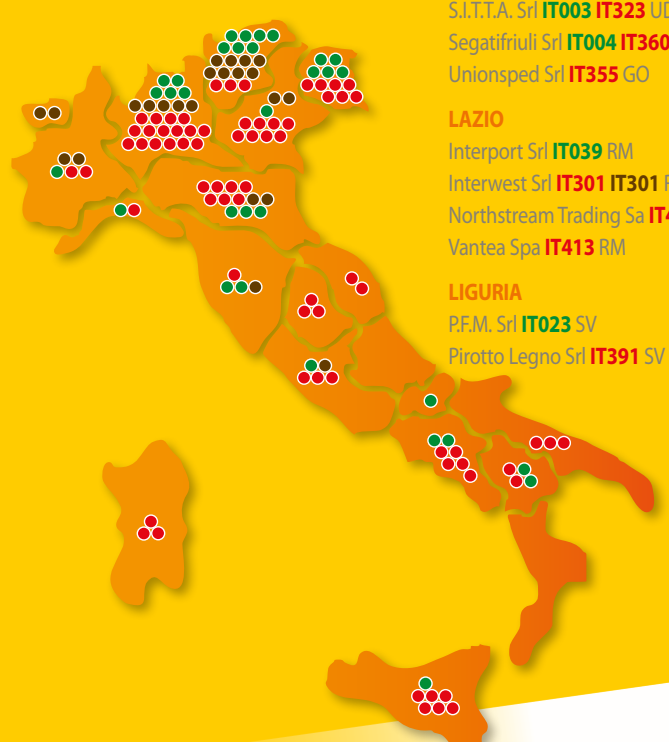 S.I.T.T.A. Srl IT003 IT323 UD
Segatifriuli Srl IT004 IT360
Unionsped Srl IT355 GO
LAZIO
Interport Srl IT039 RM
Interwest Srl IT301 IT301
Northstream Trading Sa
Vantea Spa IT413 RM
LIGURIA
P.F.M. Srl IT023 SV
Pirotto Legno Srl IT391 SV